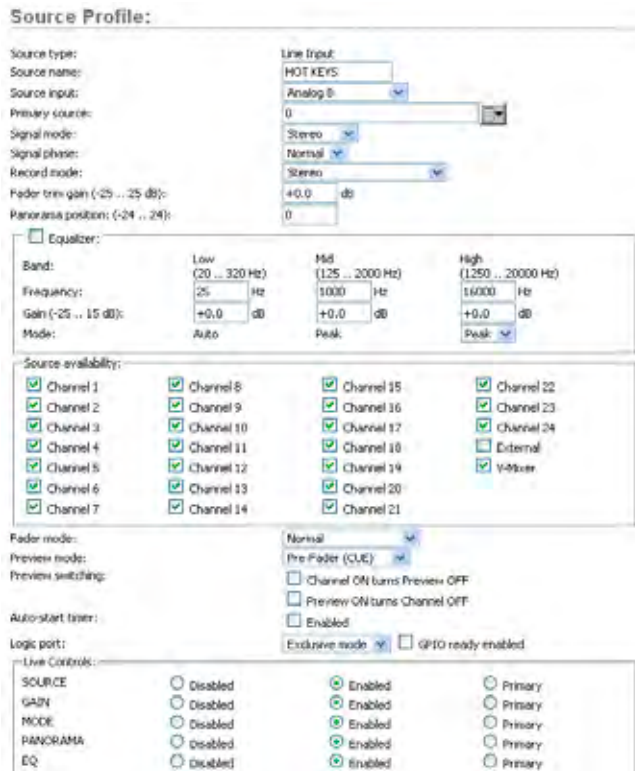 Source Profile:
Source type: Line Input
Source name: HOT KEYS
Source input: Analog 8
Primary source: 0
Signal mode: Stereo
Signal phase: Normal
Record mode: Stereo
Fader trim gain (-25 .. 25 dB): +0.0 dB
Panorama position: (-24 .. 24): 0
Equalizer:
Band: Low (20 .. 320 Hz) Mid (125 .. 2000 Hz) High (1250 .. 20000 Hz)
Frequency: 25 Hz 1000 Hz 16000 Hz
Gain (-25 .. 15 dB): +0.0 dB +0.0 dB +0.0 dB
Mode: Auto Peak Peak
Source availability:
Channel 1 Channel 8 Channel 15 Channel 22
Channel 2 Channel 9 Channel 16 Channel 23
Channel 3 Channel 10 Channel 17 Channel 24
Channel 4 Channel 11 Channel 18 External
Channel 5 Channel 12 Channel 19 V-Mixer
Channel 6 Channel 13 Channel 20
Channel 7 Channel 14 Channel 21
Fader mode: Normal
Preview mode: Pre Fader (CUE)
Preview switching: Channel ON turns Preview OFF
Preview ON turns Channel OFF
Auto-start timer: Enabled
Logic port: Exclusive mode GPIO ready enabled
Live Controls:
SOURCE Disabled Enabled Primary
GAIN Disabled Enabled Primary
MODE Disabled Enabled Primary
PANORAMA Disabled Enabled Primary
EQ Disabled Enabled Primary